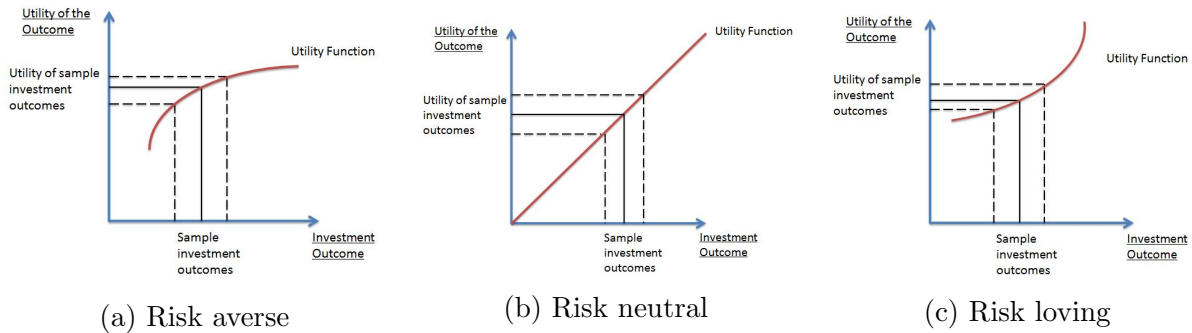 Utility of the
Outcome
Utility Function
Utility of sample
investment
outcomes
Sample
investment
outcomes
Investment
Outcome
(a) Risk averse
Utility of the
Outcome
Utility Function
Utility of sample
investment
outcomes
Sample
investment
outcomes
Investment
Outcome
(b) Risk neutral
Utility of the
Outcome
Utility Function
Utility of sample
investment
outcomes
Sample
investment
outcomes
Investment
Outcome
(c) Risk loving